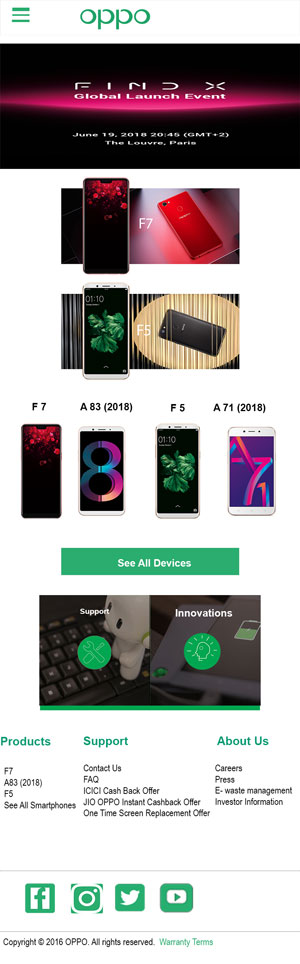 oppo
FIND X
Global Launch Event
June 19, 2018 20:45 (GMT+2)
The Louvre, Paris
F7
01:10
F5
F 7
A 83 (2018)
F 5
A 71 (2018)
01:10
See All Devices
Support
Innovations
Products
Support
About Us
F7
A83 (2018)
F5
See All Smartphones
Contact Us
FAQ
ICICI Cash Back Offer
JIO OPPO Instant Cashback Offer
One Time Screen Replacement Offer
Careers
Press
E- waste management
Investor Information
Copyright © 2016 OPPO. All rights reserved. Warranty Terms